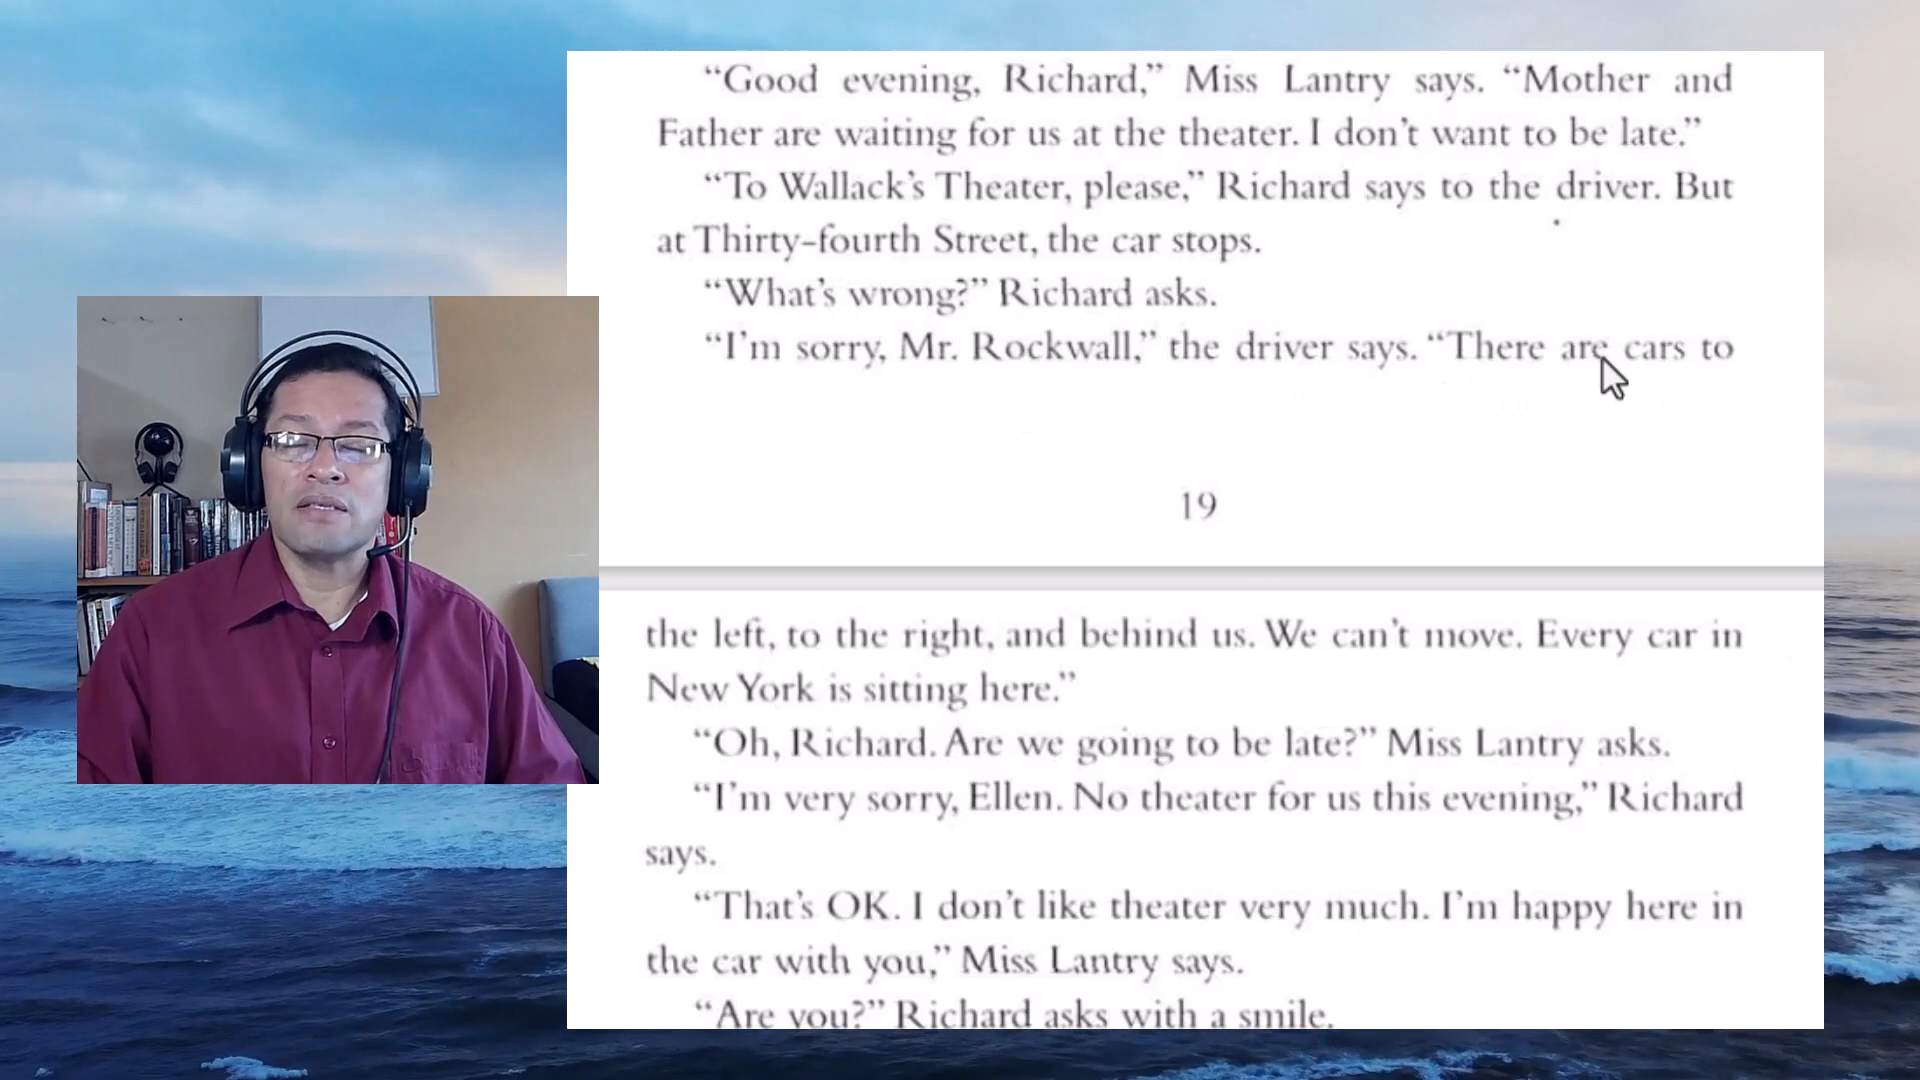 “Good evening, Richard,” Miss Lantry says. “Mother and
Father are waiting for us at the theater. I don’t want to be late.”
“To Wallack’s Theater, please,” Richard says to the driver. But
at Thirty-fourth Street, the car stops.
“What’s wrong?” Richard asks.
“I’m sorry, Mr. Rockwall,” the driver says. “There are cars to
19
the left, to the right, and behind us. We can’t move. Every car in
New York is sitting here.”
“Oh, Richard. Are we going to be late?” Miss Lantry asks.
“I’m very sorry, Ellen. No theater for us this evening,” Richard
says.
“That’s OK. I don’t like theater very much. I’m happy here in
the car with you,” Miss Lantry says.
“Are you?” Richard asks with a smile.